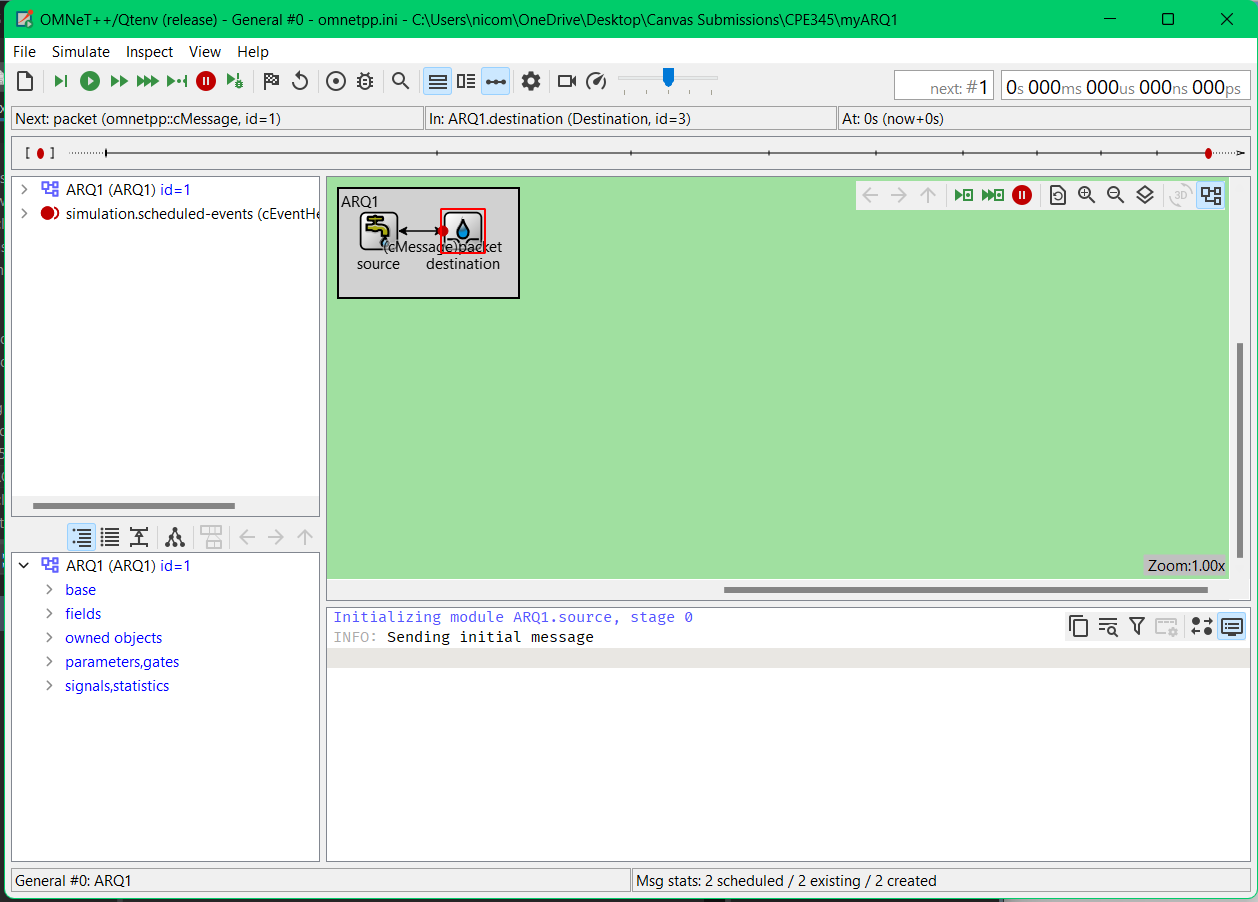 OMNeT++/Qtenv (release) - General #0 - omnetpp.ini - C:\Users\nicom\OneDrive\Desktop\Canvas Submissions\CPE345\myARQ1
File Simulate Inspect View Help
next: #1 0s 000ms 000us 000ns 000ps
Next: packet (omnetpp::cMessage, id=1) In: ARQ1.destination (Destination, id=3) At: 0s (now+0s)
ARQ1 (ARQ1) id=1
simulation.scheduled-events (cEventHe
ARQ1
(cMessage)packet
source destination
3D
Zoom:1.00x
ARQ1 (ARQ1) id=1
base
fields
owned objects
parameters,gates
signals,statistics
Initializing module ARQ1.source, stage 0
INFO: Sending initial message
General #0: ARQ1 Msg stats: 2 scheduled / 2 existing / 2 created